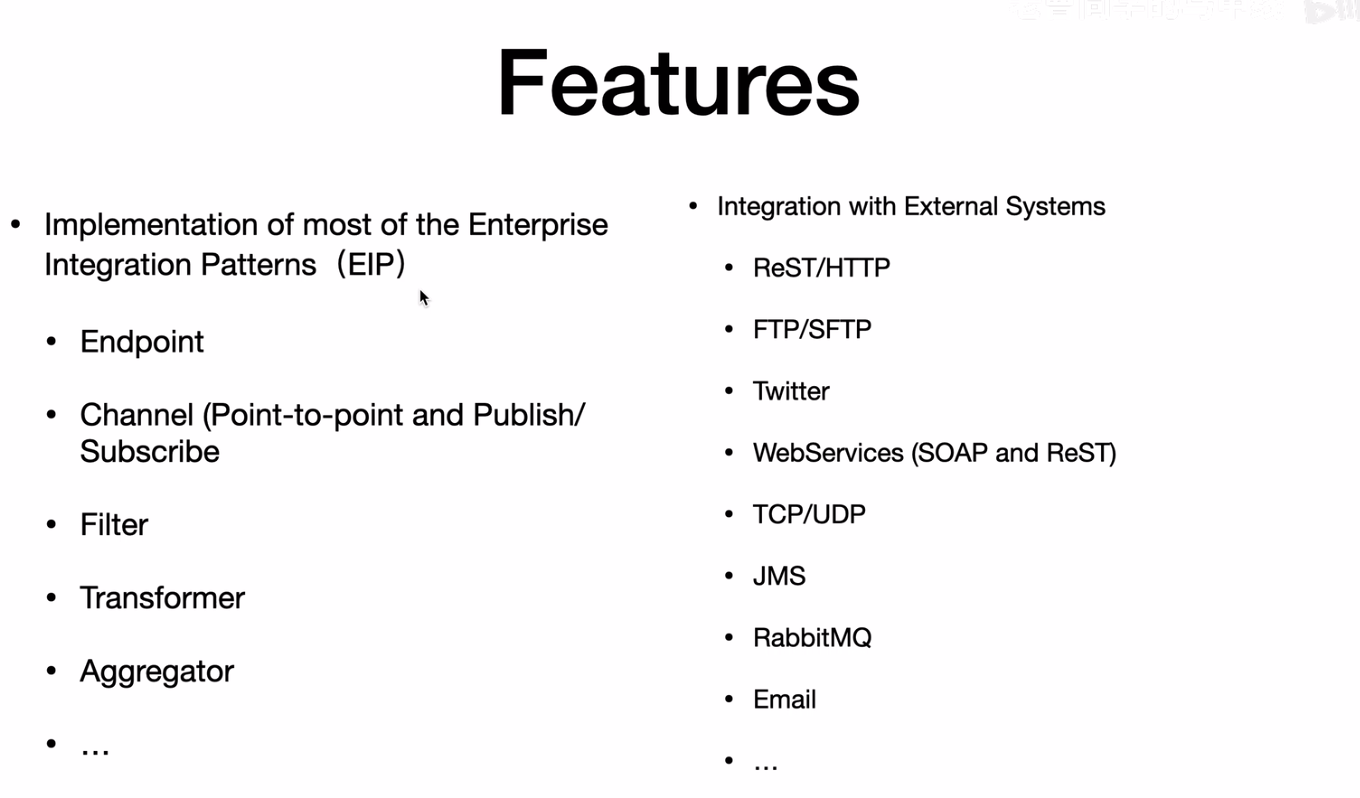 Features
• Implementation of most of the Enterprise
Integration Patterns（EIP）
• Endpoint
• Channel (Point-to-point and Publish/
Subscribe
• Filter
• Transformer
• Aggregator
• …
• Integration with External Systems
• ReST/HTTP
• FTP/SFTP
• Twitter
• WebServices (SOAP and ReST)
• TCP/UDP
• JMS
• RabbitMQ
• Email
• …